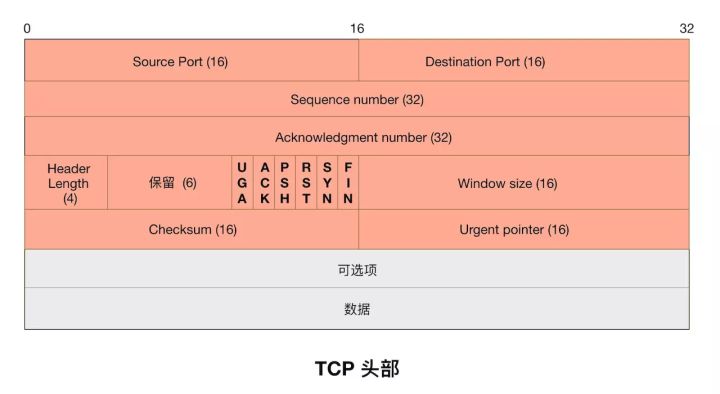 0 16 32
Source Port (16) Destination Port (16)
Sequence number (32)
Acknowledgment number (32)
Header
Length
(4)
保留 (6)
UGA
ACK
PSH
RST
SYN
FIN
Window size (16)
Checksum (16) Urgent pointer (16)
可选项
数据
TCP 头部